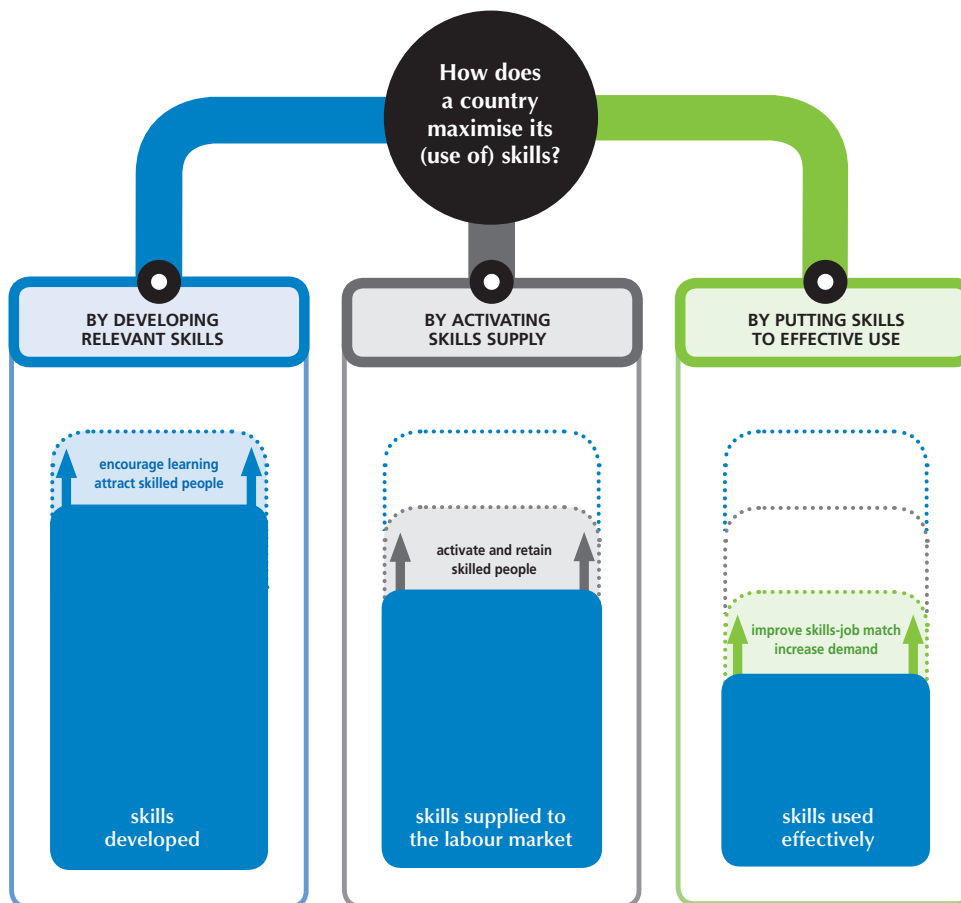 How does
a country
maximise its
(use of) skills?
BY DEVELOPING
RELEVANT SKILLS
encourage learning
attract skilled people
skills
developed
BY ACTIVATING
SKILLS SUPPLY
activate and retain
skilled people
skills supplied to
the labour market
BY PUTTING SKILLS
TO EFFECTIVE USE
improve skills-job match
increase demand
skills used
effectively